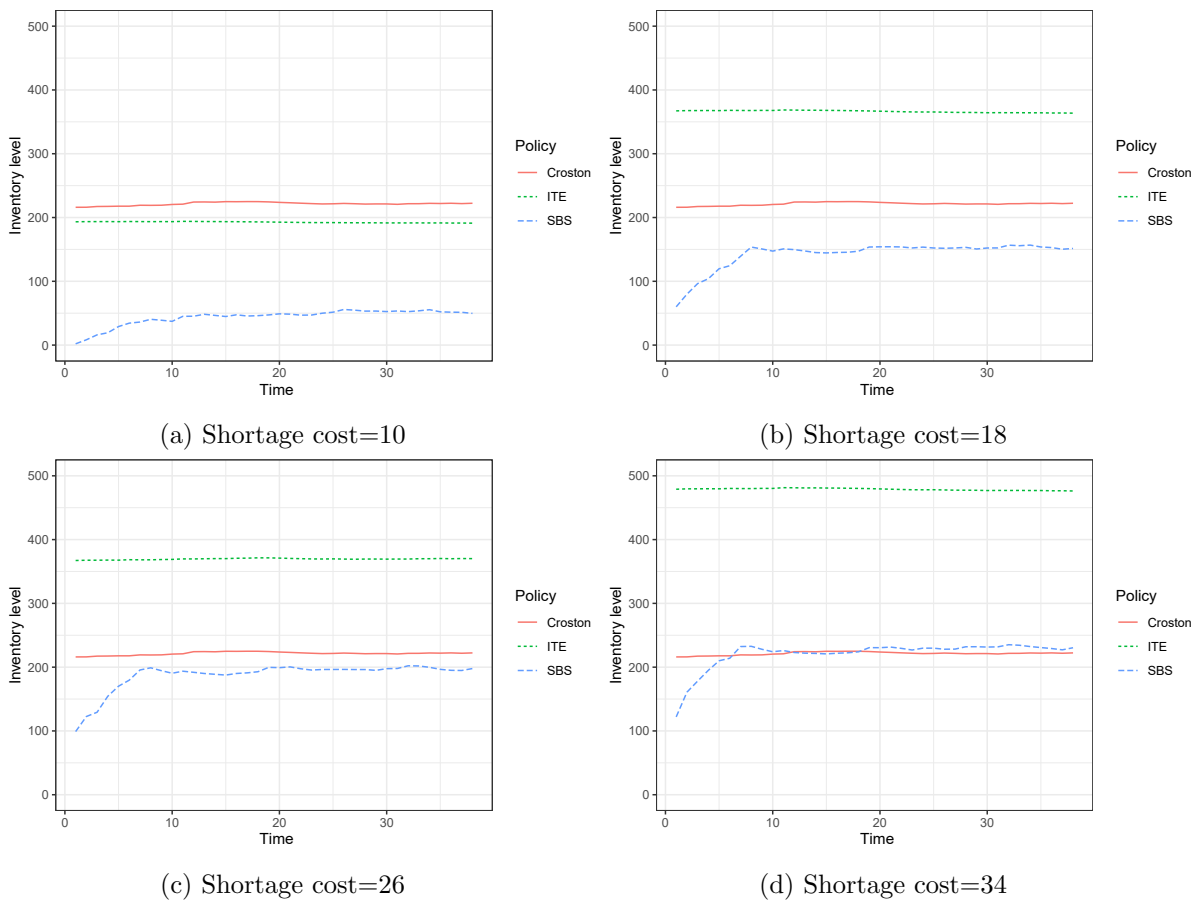 500
400
300
200
100
0
Inventory level
0 10 20 30
Time
Policy
Croston
ITE
SBS
(a) Shortage cost=10
500
400
300
200
100
0
Inventory level
0 10 20 30
Time
Policy
Croston
ITE
SBS
(b) Shortage cost=18
500
400
300
200
100
0
Inventory level
0 10 20 30
Time
Policy
Croston
ITE
SBS
(c) Shortage cost=26
500
400
300
200
100
0
Inventory level
0 10 20 30
Time
Policy
Croston
ITE
SBS
(d) Shortage cost=34